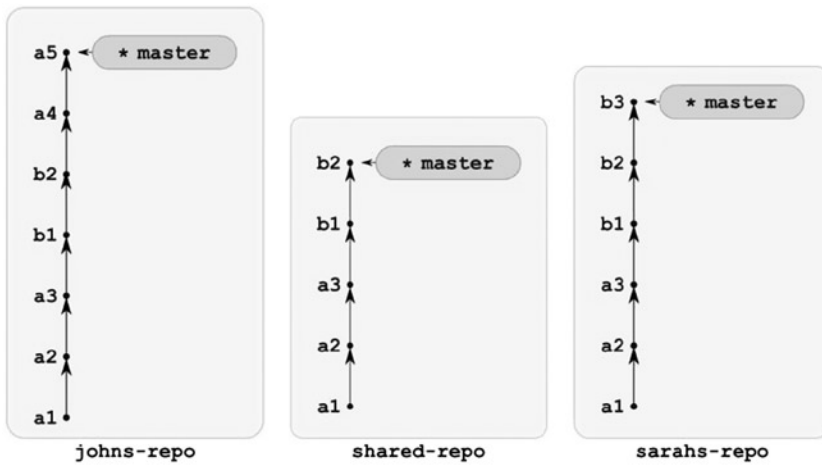 a5
* master
a4
b2
b1
a3
a2
a1
johns-repo
b2
* master
b1
a3
a2
a1
shared-repo
b3
* master
b2
b1
a3
a2
a1
sarahs-repo